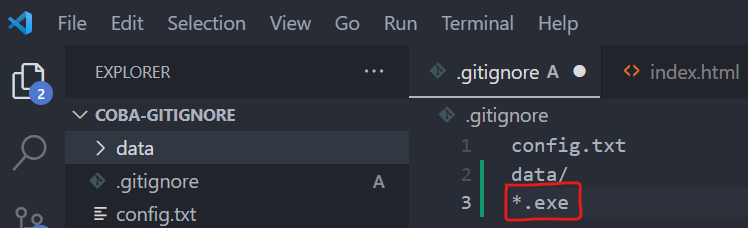 File Edit Selection View Go Run Terminal Help
EXPLORER ...
.gitignore A
index.html
COBA-GITIGNORE
.gitignore
data
.gitignore A
config.txt
2
1 config.txt
2 data/
3 *.exe